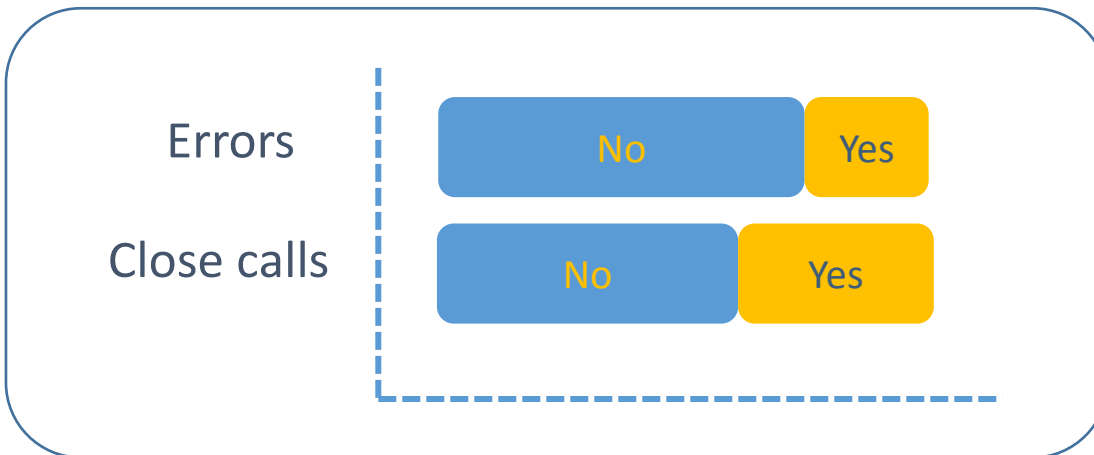 Errors
No
Yes
Close calls
No
Yes